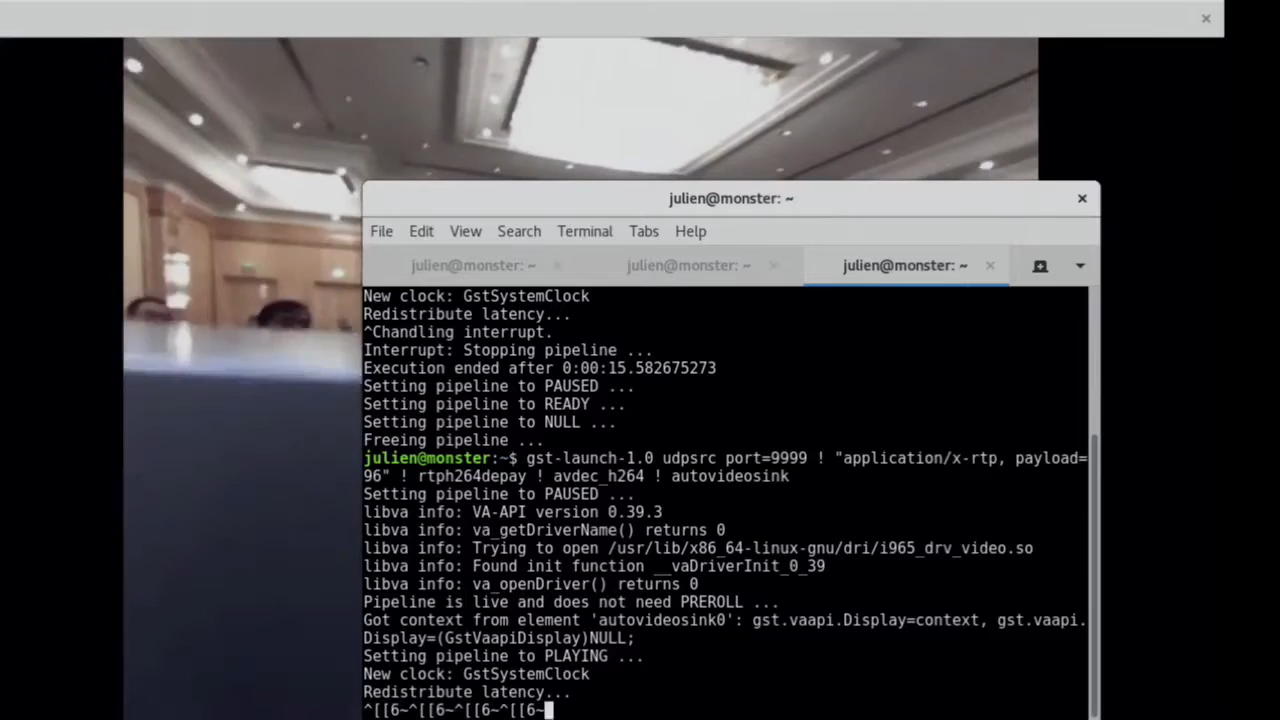 julien@monster: ~
File Edit View Search Terminal Tabs Help
julien@monster: ~ julien@monster: ~ julien@monster: ~
New clock: GstSystemClock
Redistribute latency...
^Chandling interrupt.
Interrupt: Stopping pipeline ...
Execution ended after 0:00:15.582675273
Setting pipeline to PAUSED ...
Setting pipeline to READY ...
Setting pipeline to NULL ...
Freeing pipeline ...
julien@monster:~$ gst-launch-1.0 udpsrc port=9999 ! "application/x-rtp, payload=
96" ! rtph264depay ! avdec_h264 ! autovideosink
Setting pipeline to PAUSED ...
libva info: VA-API version 0.39.3
libva info: va_getDriverName() returns 0
libva info: Trying to open /usr/lib/x86_64-linux-gnu/dri/i965_drv_video.so
libva info: Found init function __vaDriverInit_0_39
libva info: va_openDriver() returns 0
Pipeline is live and does not need PREROLL ...
Got context from element 'autovideosink0': gst.vaapi.Display=context, gst.vaapi.
Display=(GstVaapiDisplay)NULL;
Setting pipeline to PLAYING ...
New clock: GstSystemClock
Redistribute latency...
^[[6~^[[6~^[[6~^[[6~